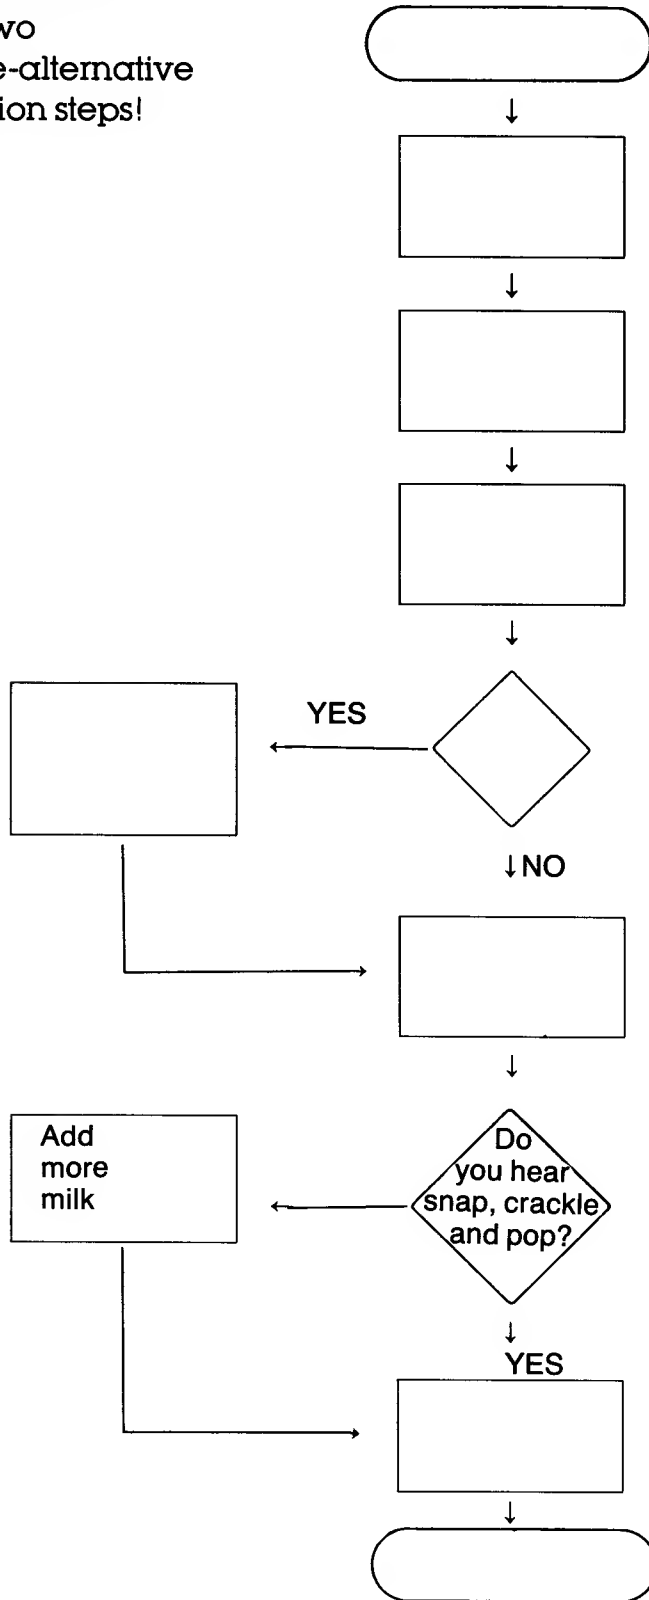 wo
e-alternative
ion steps!
YES
NO
Add
more
milk
Do
you hear
snap, crackle
and pop?
YES